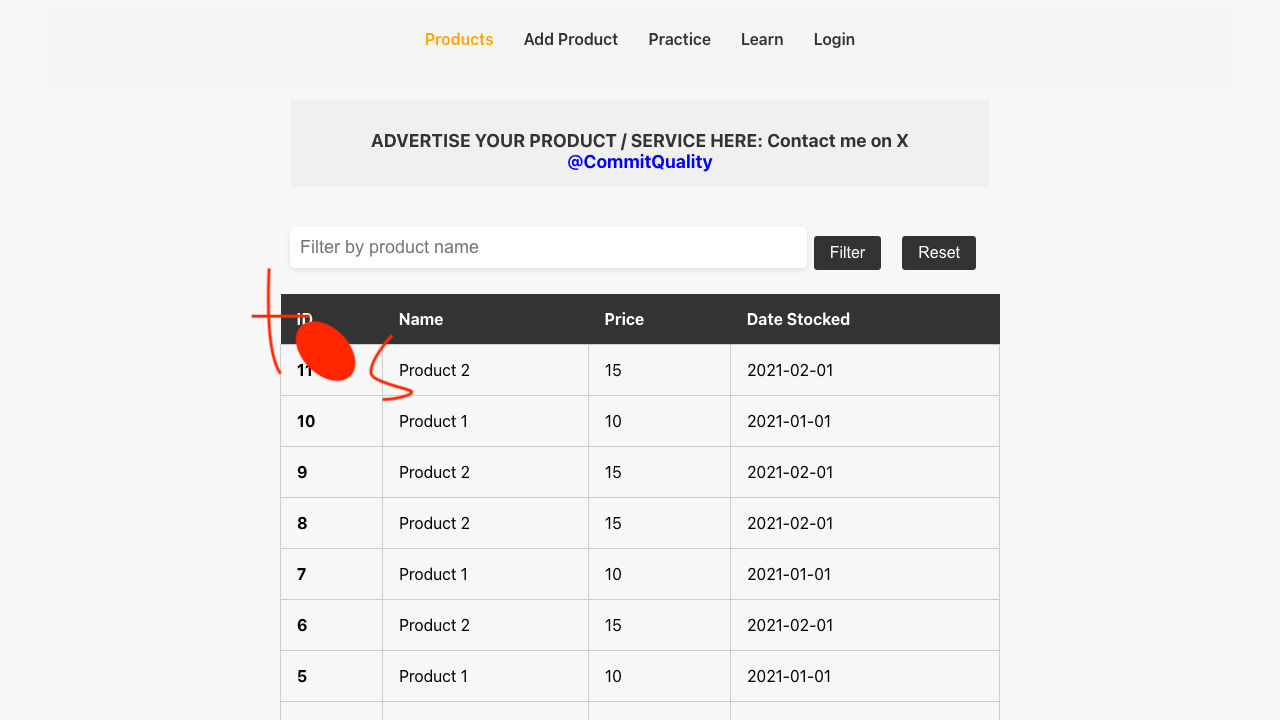 Products Add Product Practice Learn Login
ADVERTISE YOUR PRODUCT / SERVICE HERE: Contact me on X
@CommitQuality
Filter by product name Filter Reset
ID Name Price Date Stocked
11 Product 2 15 2021-02-01
10 Product 1 10 2021-01-01
9 Product 2 15 2021-02-01
8 Product 2 15 2021-02-01
7 Product 1 10 2021-01-01
6 Product 2 15 2021-02-01
5 Product 1 10 2021-01-01